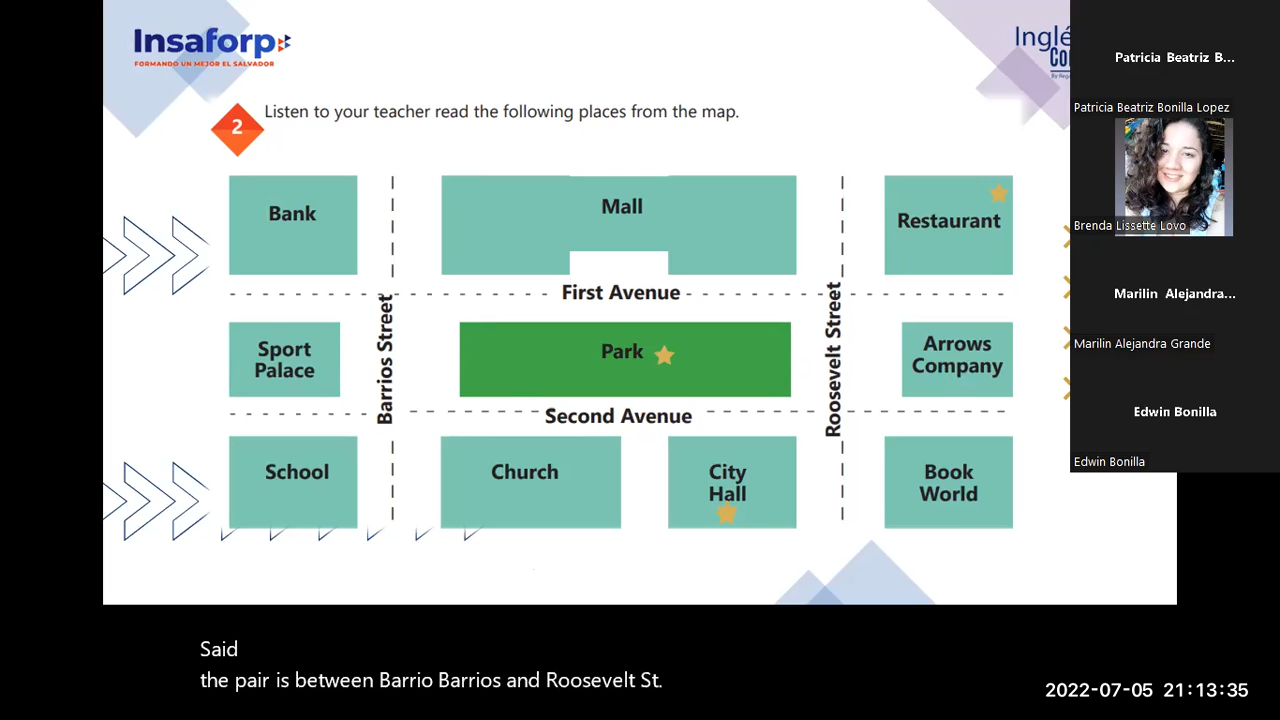 Insaforp
FORMANDO UN MEJOR EL SALVADOR
Inglé
2
Listen to your teacher read the following places from the map.
Bank
Mall
Restaurant
First Avenue
Barrios Street
Roosevelt Street
Sport
Palace
Park
Arrows
Company
Second Avenue
School
Church
City
Hall
Book
World
Patricia Beatriz B...
Patricia Beatriz Bonilla Lopez
Brenda Lissette Lovo
Marilin Alejandra...
Marilin Alejandra Grande
Edwin Bonilla
Edwin Bonilla
Said
the pair is between Barrio Barrios and Roosevelt St.
2022-07-05 21:13:35